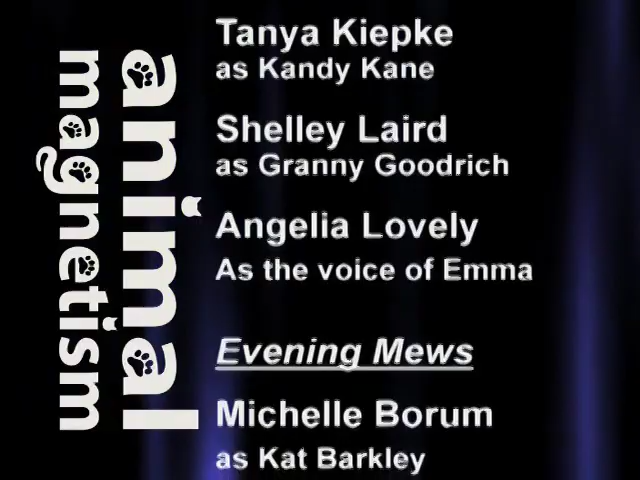 animal
magnetism
Tanya Kiepke
as Kandy Kane
Shelley Laird
as Granny Goodrich
Angelia Lovely
As the voice of Emma
Evening Mews
Michelle Borum
as Kat Barkley